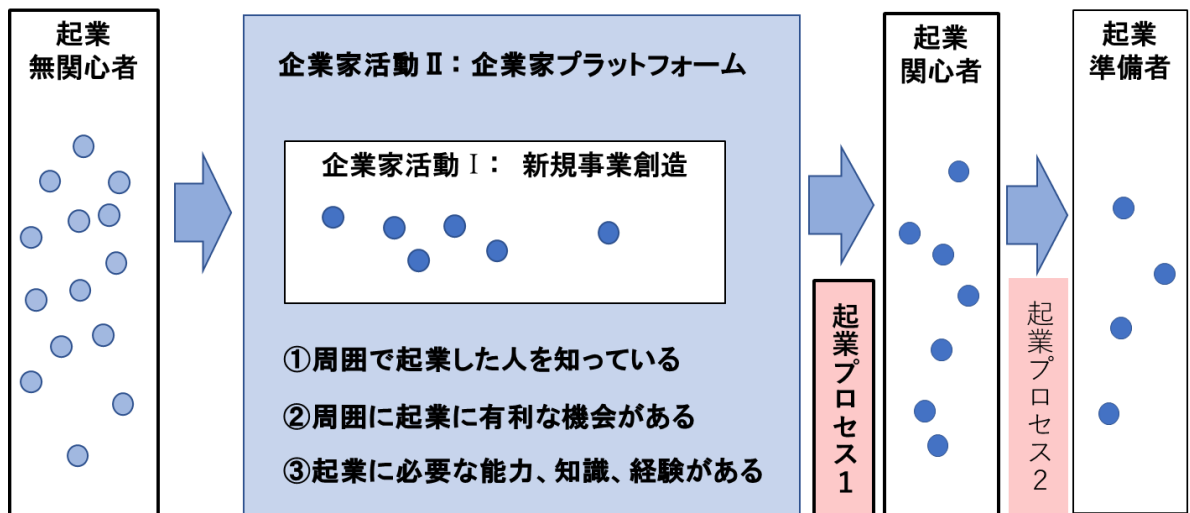 起業
無関心者
企業家活動Ⅱ：企業家プラットフォーム
企業家活動Ⅰ： 新規事業創造
①周囲で起業した人を知っている
②周囲に起業に有利な機会がある
③起業に必要な能力、知識、経験がある
起業プロセス1
起業
関心者
起業プロセス2
起業
準備者